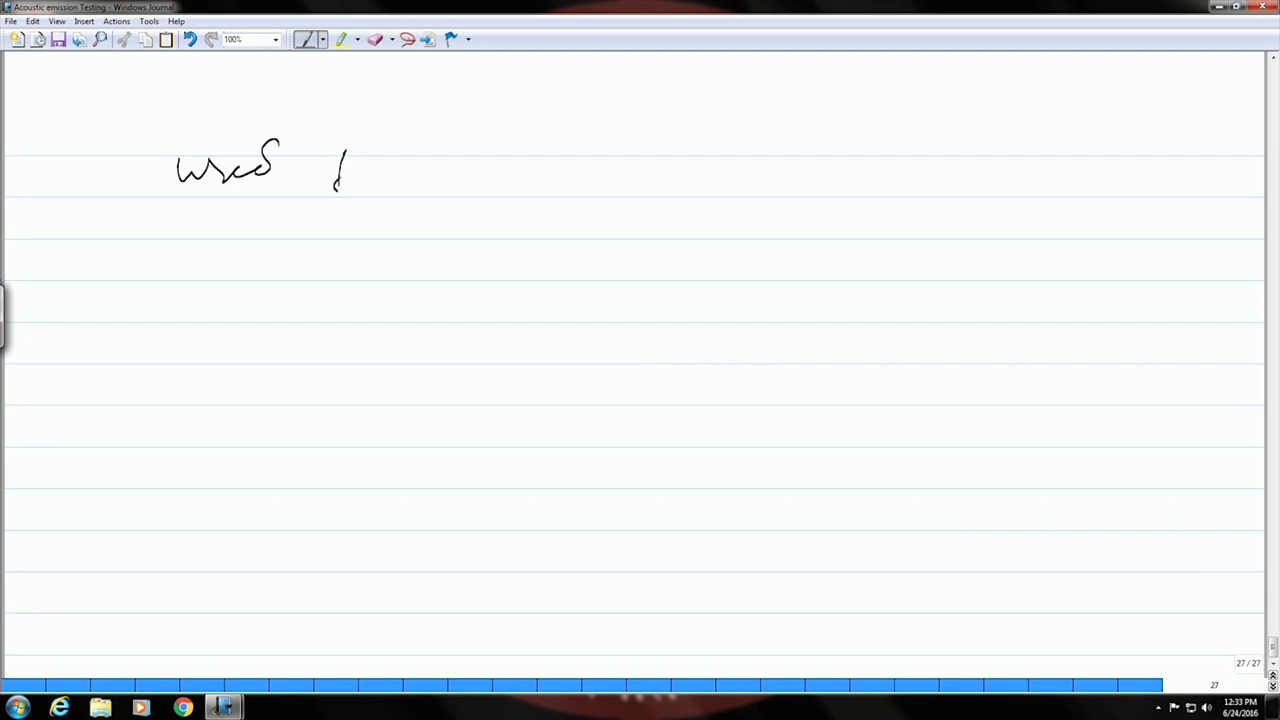 Acoustic emission Testing - Windows Journal
File Edit View Insert Actions Tools Help
100%
used
27 / 27
27
12:33 PM
6/24/2016